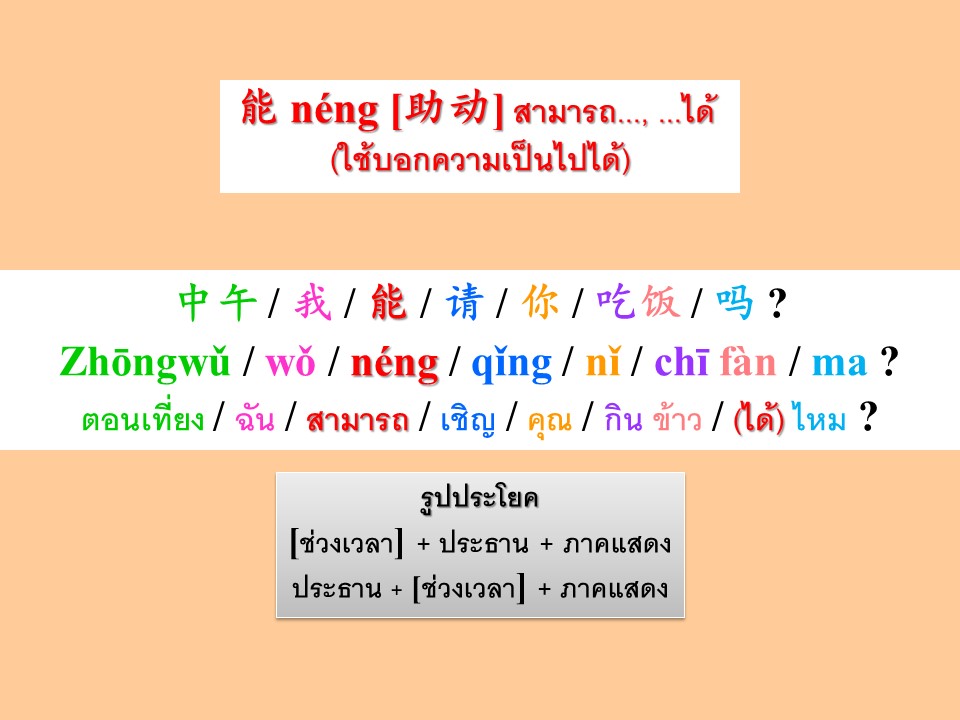 能 néng [助动] สามารถ..., ...ได้
(ใช้บอกความเป็นไปได้)
中午 / 我 / 能 / 请 / 你 / 吃饭 / 吗 ?
Zhōngwǔ / wǒ / néng / qǐng / nǐ / chī fàn / ma ?
ตอนเที่ยง / ฉัน / สามารถ / เชิญ / คุณ / กิน ข้าว / (ได้) ไหม ?
รูปประโยค
[ช่วงเวลา] + ประธาน + ภาคแสดง
ประธาน + [ช่วงเวลา] + ภาคแสดง